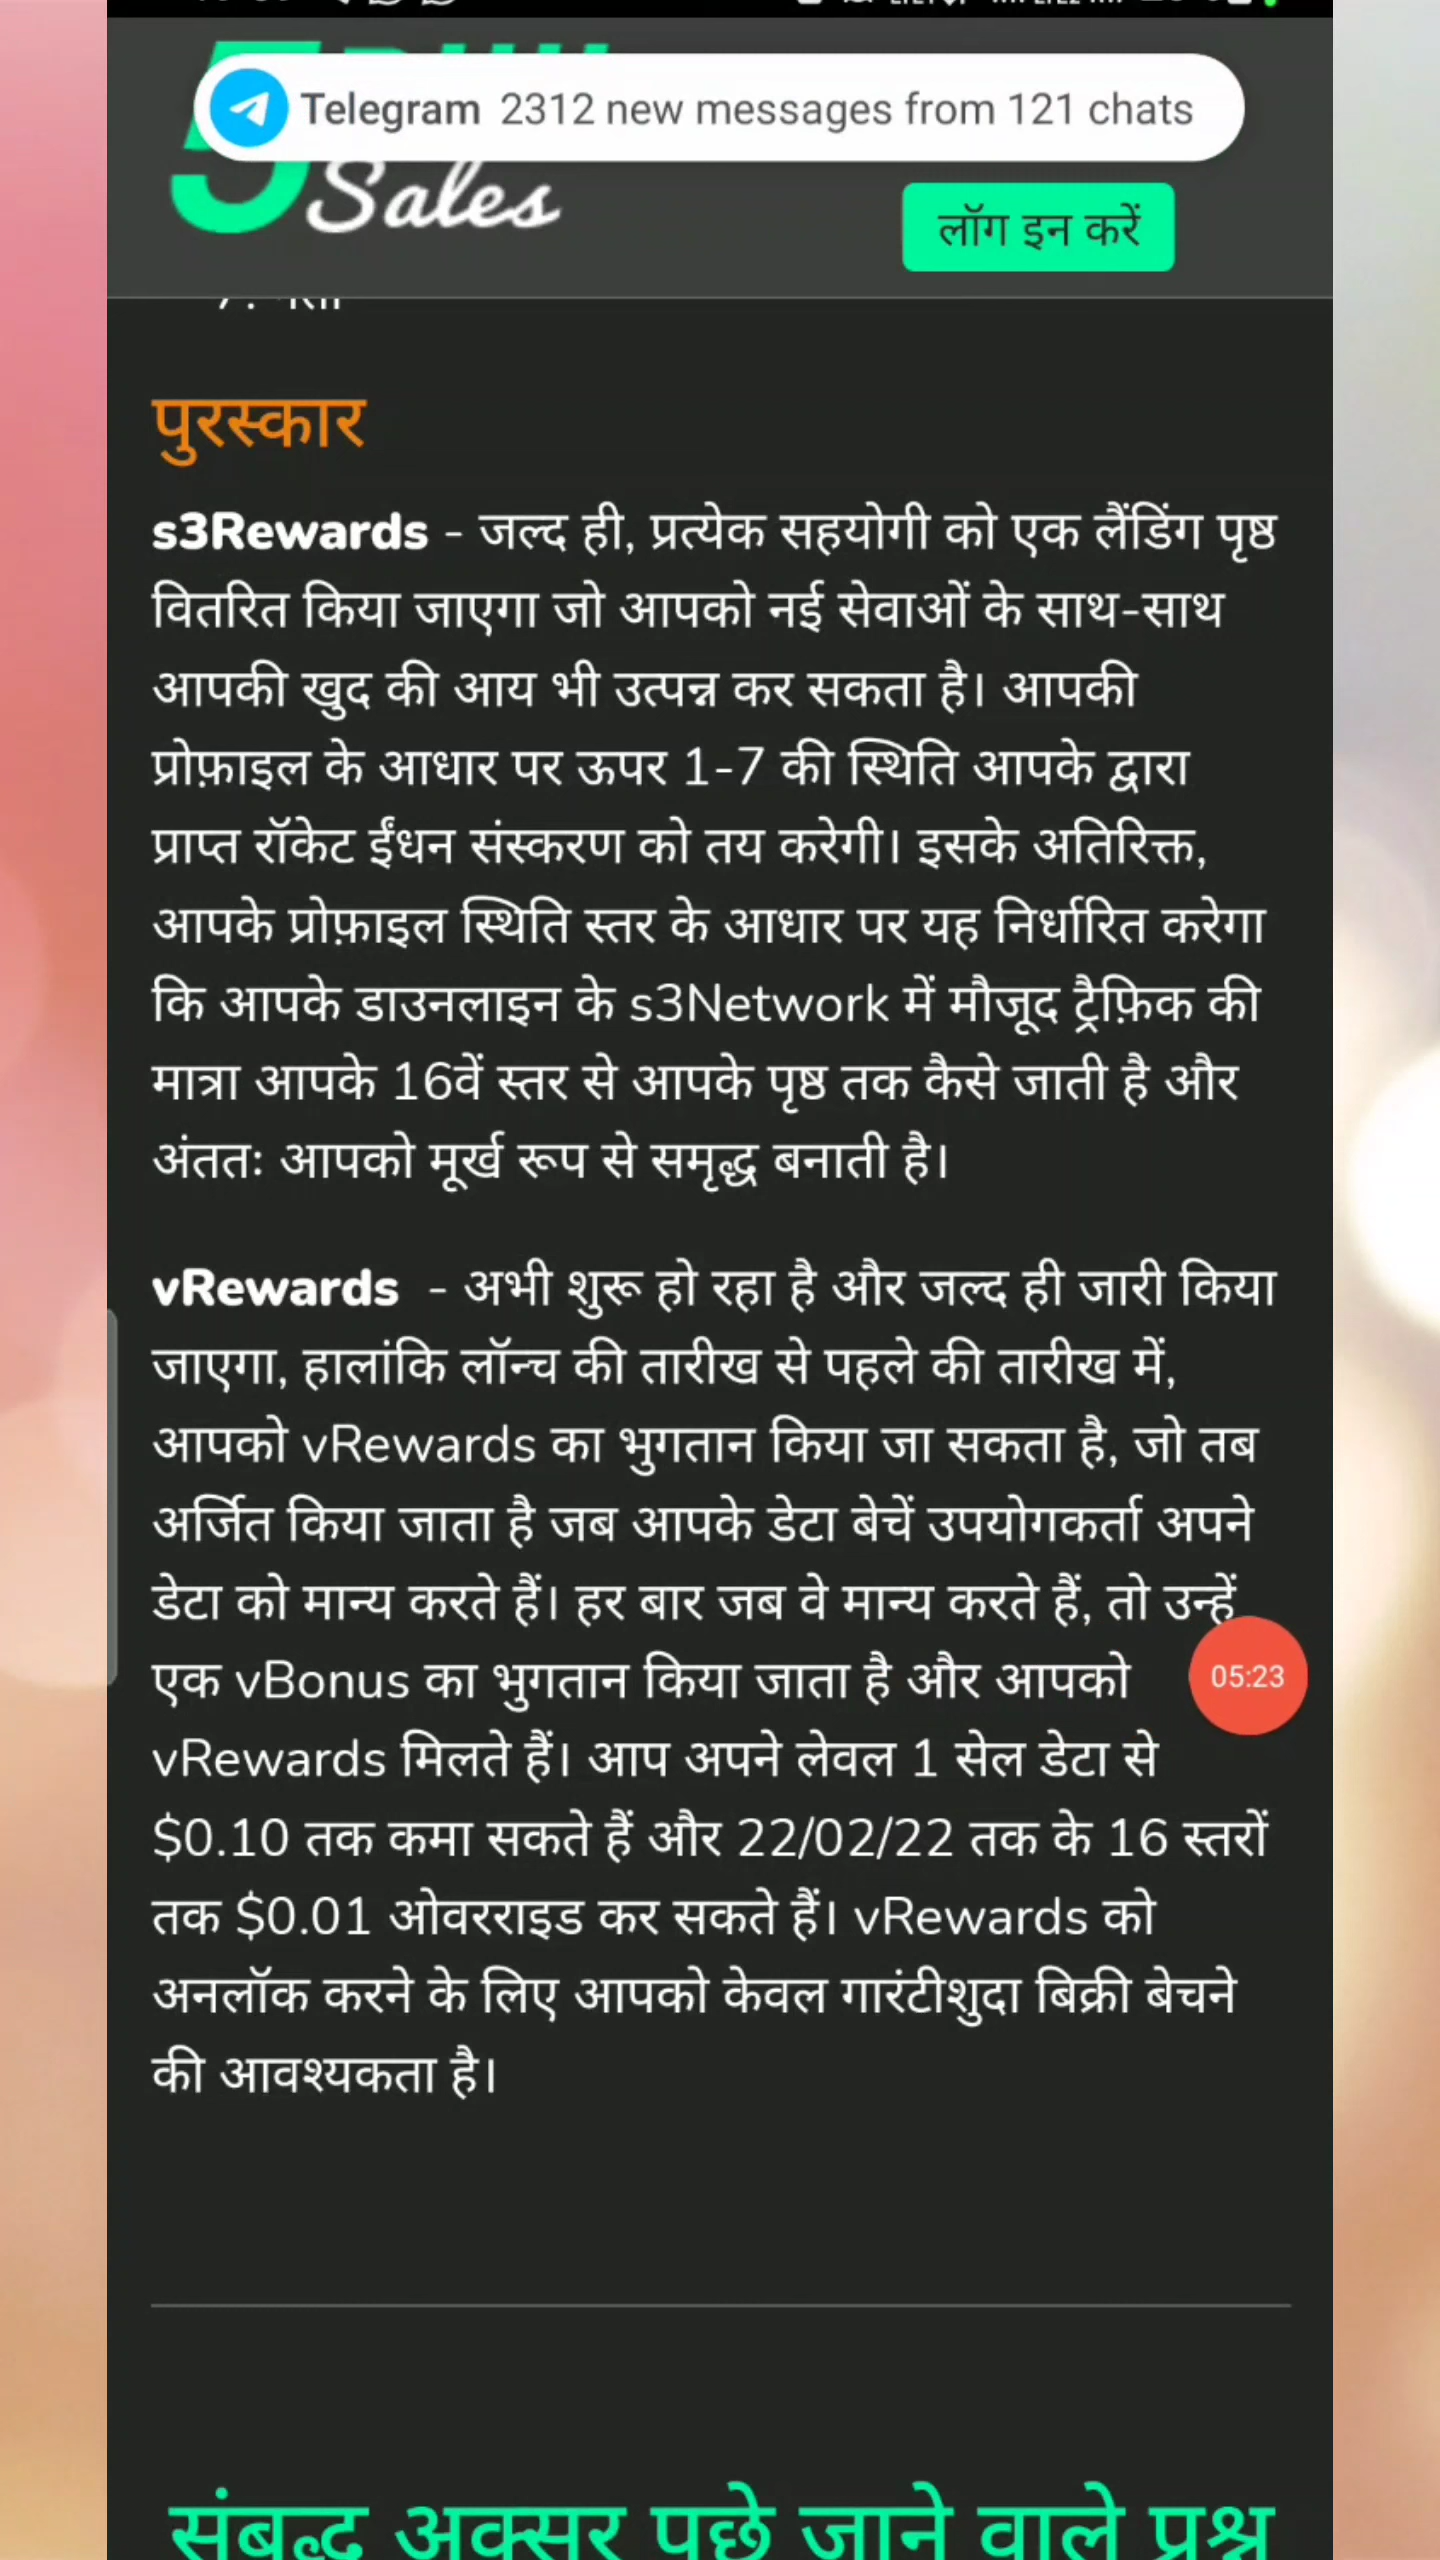 Telegram 2312 new messages from 121 chats
Sales
लॉग इन करें
पुरस्कार
s3Rewards - जल्द ही, प्रत्येक सहयोगी को एक लैंडिंग पृष्ठ
वितरित किया जाएगा जो आपको नई सेवाओं के साथ-साथ
आपकी खुद की आय भी उत्पन्न कर सकता है। आपकी
प्रोफ़ाइल के आधार पर ऊपर 1-7 की स्थिति आपके द्वारा
प्राप्त रॉकेट ईंधन संस्करण को तय करेगी। इसके अतिरिक्त,
आपके प्रोफ़ाइल स्थिति स्तर के आधार पर यह निर्धारित करेगा
कि आपके डाउनलाइन के s3Network में मौजूद ट्रैफ़िक की
मात्रा आपके 16वें स्तर से आपके पृष्ठ तक कैसे जाती है और
अंततः आपको मूर्ख रूप से समृद्ध बनाती है।
vRewards - अभी शुरू हो रहा है और जल्द ही जारी किया
जाएगा, हालांकि लॉन्च की तारीख से पहले की तारीख में,
आपको vRewards का भुगतान किया जा सकता है, जो तब
अर्जित किया जाता है जब आपके डेटा बेचें उपयोगकर्ता अपने
डेटा को मान्य करते हैं। हर बार जब वे मान्य करते हैं, तो उन्हें
एक vBonus का भुगतान किया जाता है और आपको
05:23
vRewards मिलते हैं। आप अपने लेवल 1 सेल डेटा से
$0.10 तक कमा सकते हैं और 22/02/22 तक के 16 स्तरों
तक $0.01 ओवरराइड कर सकते हैं। vRewards को
अनलॉक करने के लिए आपको केवल गारंटीशुदा बिक्री बेचने
की आवश्यकता है।
संबद्ध अक्सर पूछे जाने वाले प्रश्न